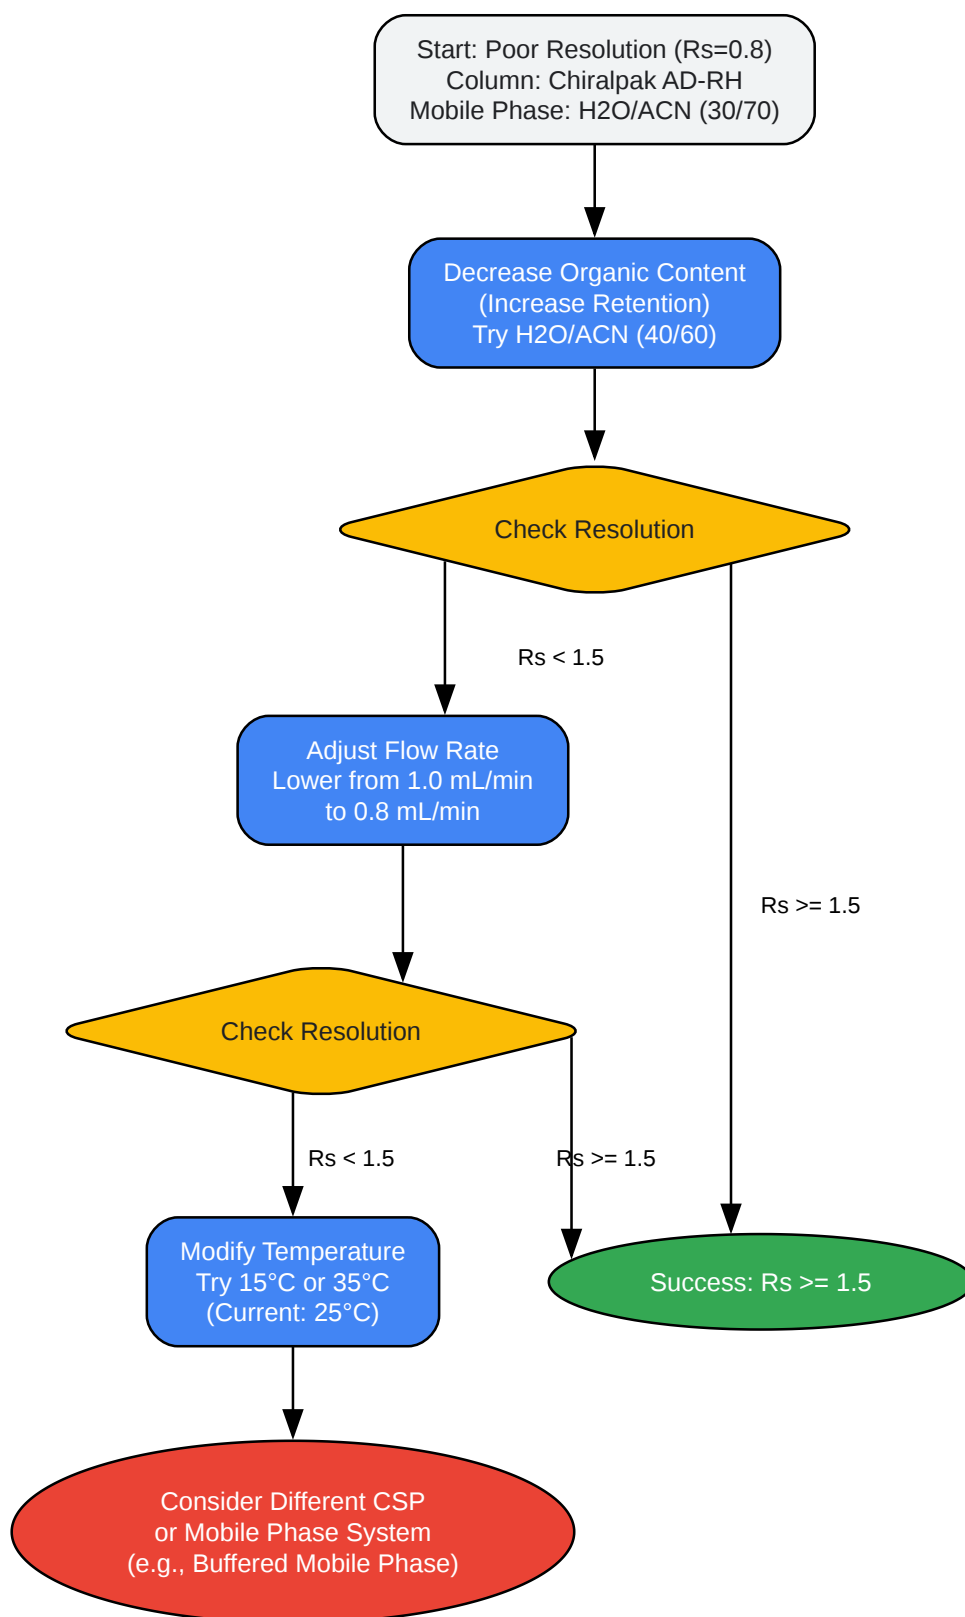 Start: Poor Resolution (Rs=0.8)
Column: Chiralpak AD-RH
Mobile Phase: H2O/ACN (30/70)
Decrease Organic Content
(Increase Retention)
Try H2O/ACN (40/60)
Check Resolution
Rs < 1.5
Adjust Flow Rate
Lower from 1.0 mL/min
to 0.8 mL/min
Rs >= 1.5
Check Resolution
Rs < 1.5
Rs >= 1.5
Modify Temperature
Try 15°C or 35°C
(Current: 25°C)
Success: Rs >= 1.5
Consider Different CSP
or Mobile Phase System
(e.g., Buffered Mobile Phase)